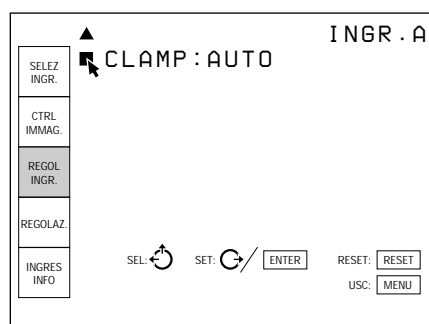 INGR.A
CLAMP:AUTO
SELEZ
INGR.
CTRL
IMMAG.
REGOL
INGR.
REGOLAZ.
INGRES
INFO
SEL: SET: / ENTER RESET: RESET
USC: MENU